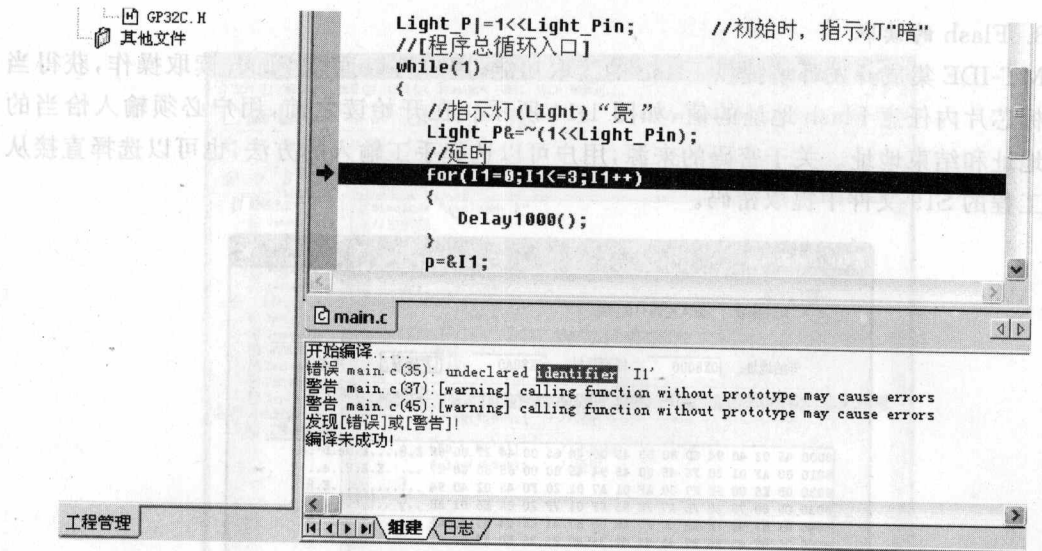 GP32C.H
其他文件
Light_P|=1<<Light_Pin; //初始时，指示灯"暗"
//[程序总循环入口]
while(1)
{
//指示灯(Light) “亮”
Light_P&=~(1<<Light_Pin);
//延时
for(I1=0;I1<=3;I1++)
{
Delay1000();
}
p=&I1;
main.c
开始编译.
错误 main.c(35): undeclared identifier 'I1'
警告 main.c(37):[warning] calling function without prototype may cause errors
警告 main.c(45):[warning] calling function without prototype may cause errors
发现[错误]或[警告]!
编译未成功!
工程管理
组建 日志